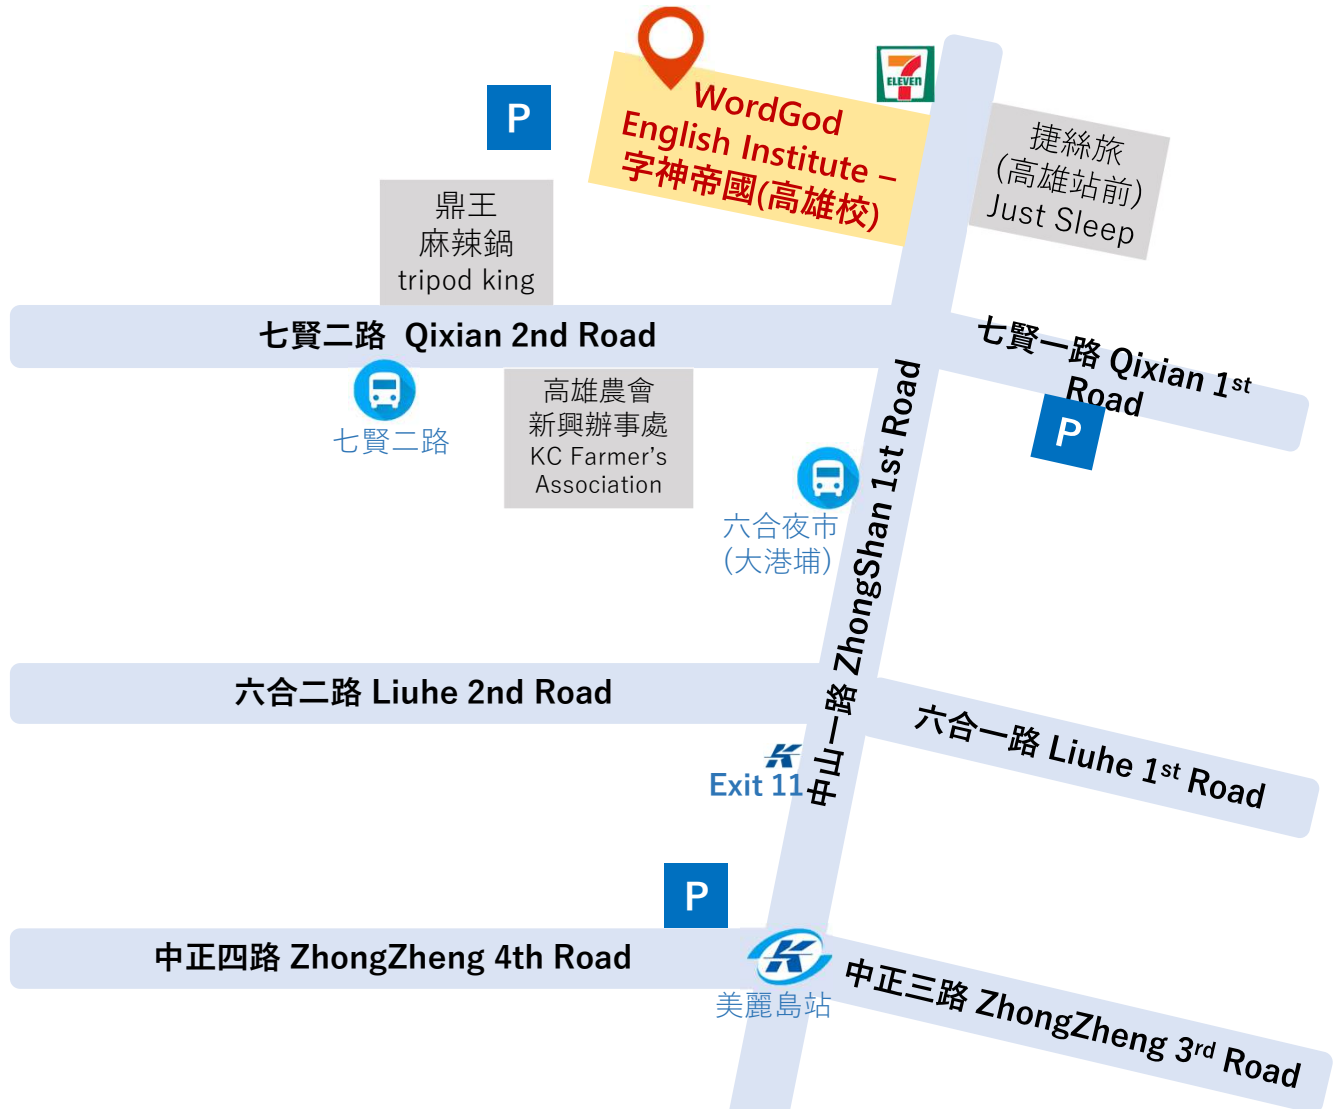 ELEVEN
P
WordGod
English Institute –
字神帝國(高雄校)
捷絲旅
(高雄站前)
Just Sleep
鼎王
麻辣鍋
tripod king
七賢二路 Qixian 2nd Road
七賢一路 Qixian 1st
Road
P
七賢二路
高雄農會
新興辦事處
KC Farmer's
Association
六合夜市
(大港埔)
中山一路 ZhongShan 1st Road
六合二路 Liuhe 2nd Road
六合一路 Liuhe 1st Road
Exit 11
P
中正四路 ZhongZheng 4th Road
美麗島站
中正三路 ZhongZheng 3rd Road